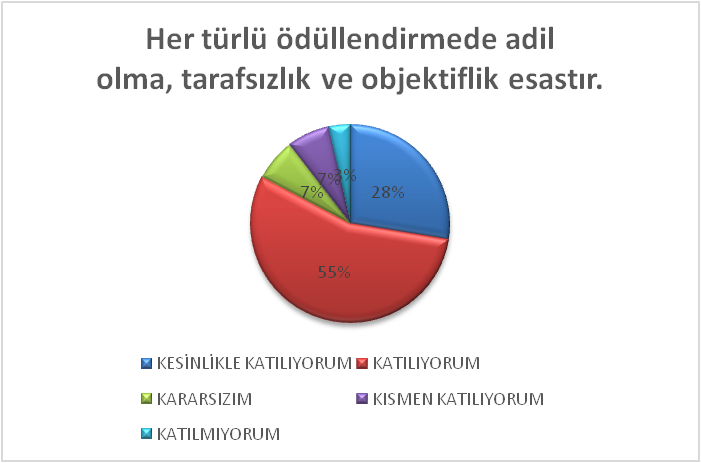 Her türlü ödüllendirmede adil
olma, tarafsızlık ve objektiflik esastır.
3%
7%
7%
28%
55%
KESİNLİKLE KATILIYORUM
KATILIYORUM
KARARSIZIM
KISMEN KATILIYORUM
KATILMIYORUM